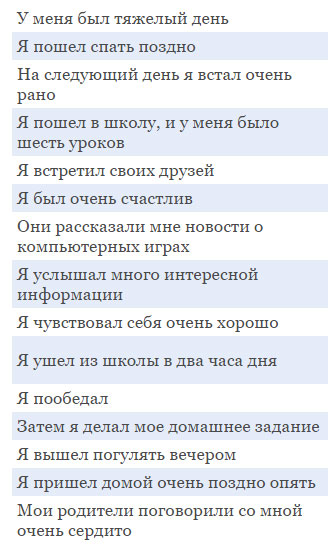 У меня был тяжелый день
Я пошел спать поздно
На следующий день я встал очень
рано
Я пошел в школу, и у меня было
шесть уроков
Я встретил своих друзей
Я был очень счастлив
Они рассказали мне новости о
компьютерных играх
Я услышал много интересной
информации
Я чувствовал себя очень хорошо
Я ушел из школы в два часа дня
Я пообедал
Затем я делал мое домашнее задание
Я вышел погулять вечером
Я пришел домой очень поздно опять
Мои родители поговорили со мной
очень сердито